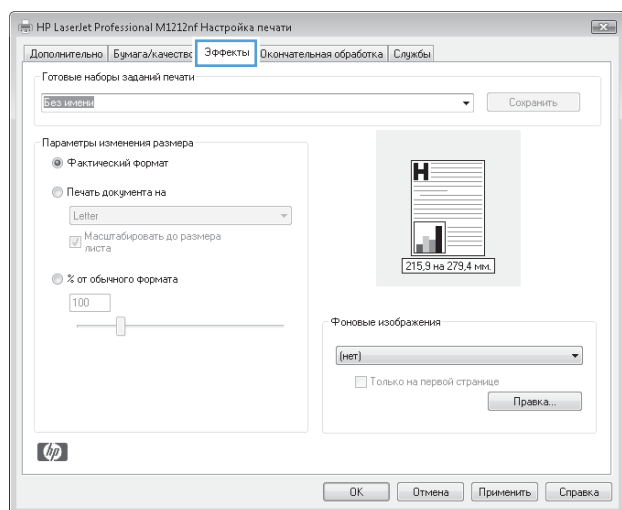 HP LaserJet Professional M1212nf Настройка печати
Дополнительно Бумага/качество Эффекты Окончательная обработка Службы
Готовые наборы заданий печати
Без имени
Сохранить
Параметры изменения размера
Фактический формат
Печать документа на
Letter
Масштабировать до размера
листа
% от обычного формата
100
H
215,9 на 279,4 мм.
Фоновые изображения
(нет)
Только на первой странице
Правка...
hp
OK Отмена Применить Справка